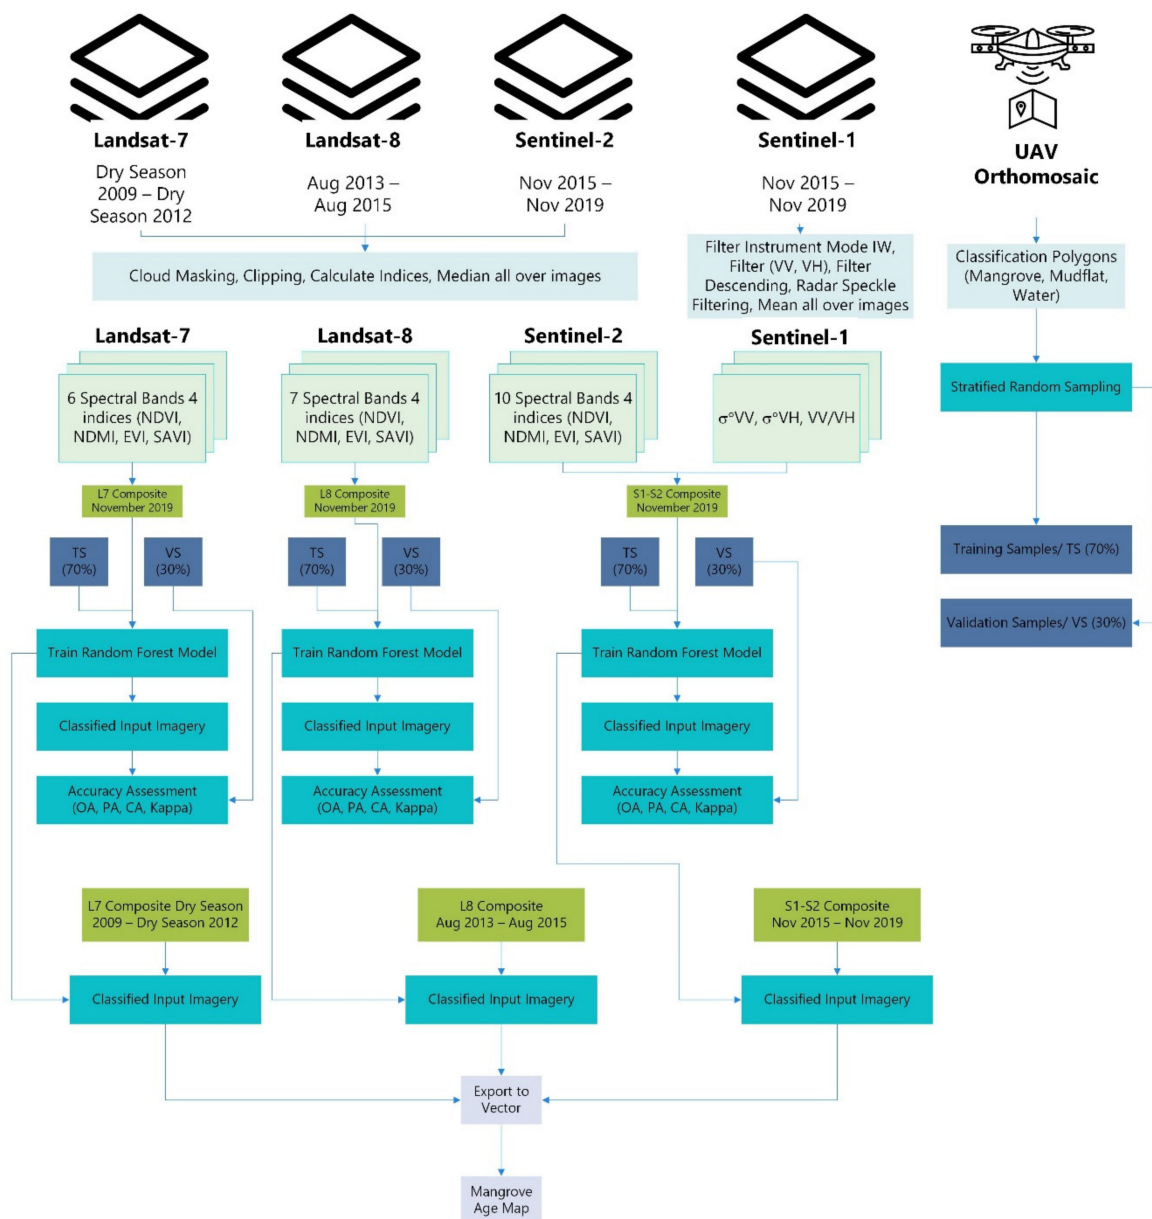 Landsat-7
Dry Season
2009 – Dry
Season 2012
Landsat-8
Aug 2013 –
Aug 2015
Sentinel-2
Nov 2015 –
Nov 2019
Sentinel-1
Nov 2015 –
Nov 2019
UAV
Orthomosaic
Cloud Masking, Clipping, Calculate Indices, Median all over images
Filter Instrument Mode IW,
Filter (VV, VH), Filter
Descending, Radar Speckle
Filtering, Mean all over images
Classification Polygons
(Mangrove, Mudflat,
Water)
Landsat-7
6 Spectral Bands 4
indices (NDVI,
NDMI, EVI, SAVI)
Landsat-8
7 Spectral Bands 4
indices (NDVI,
NDMI, EVI, SAVI)
Sentinel-2
10 Spectral Bands 4
indices (NDVI,
NDMI, EVI, SAVI)
Sentinel-1
σ°VV, σ°VH, VV/VH
Stratified Random Sampling
L7 Composite
November 2019
L8 Composite
November 2019
S1-S2 Composite
November 2019
TS
(70%)
VS
(30%)
TS
(70%)
VS
(30%)
TS
(70%)
VS
(30%)
Training Samples/ TS (70%)
Validation Samples/ VS (30%)
Train Random Forest Model
Train Random Forest Model
Train Random Forest Model
Classified Input Imagery
Classified Input Imagery
Classified Input Imagery
Accuracy Assessment
(OA, PA, CA, Kappa)
Accuracy Assessment
(OA, PA, CA, Kappa)
Accuracy Assessment
(OA, PA, CA, Kappa)
L7 Composite Dry Season
2009 – Dry Season 2012
L8 Composite
Aug 2013 – Aug 2015
S1-S2 Composite
Nov 2015 – Nov 2019
Classified Input Imagery
Classified Input Imagery
Classified Input Imagery
Export to
Vector
Mangrove
Age Map